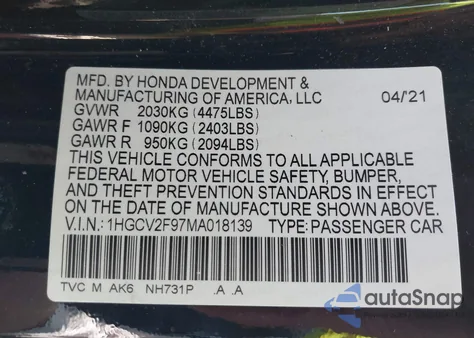 MFD. BY HONDA DEVELOPMENT &
MANUFACTURING OF AMERICA, LLC 04/21
GVWR 2030KG (4475LBS)
GAWR F 1090KG (2403LBS)
GAWR R 950KG (2094LBS)
THIS VEHICLE CONFORMS TO ALL APPLICABLE
FEDERAL MOTOR VEHICLE SAFETY, BUMPER,
AND THEFT PREVENTION STANDARDS IN EFFECT
ON THE DATE OF MANUFACTURE SHOWN ABOVE.
V.I.N.: 1HGCV2F97MA018139 TYPE: PASSENGER CAR
TVC M AK6 NH731P .A .A
autoSnap